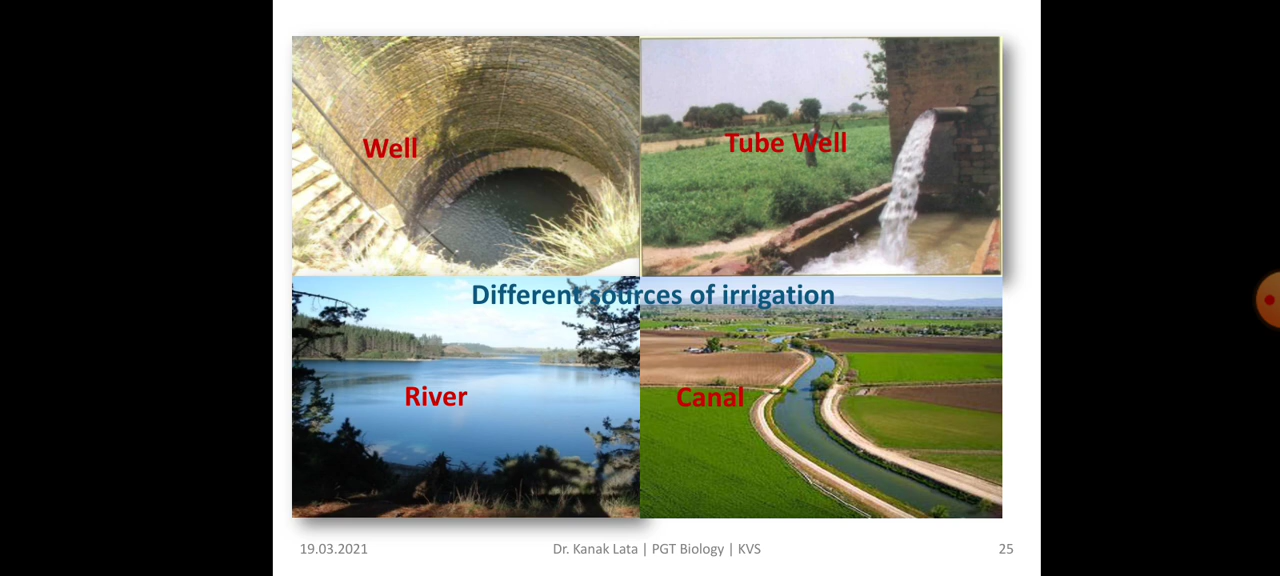 Well
Tube Well
Different sources of irrigation
River
Canal
19.03.2021
Dr. Kanak Lata | PGT Biology | KVS
25